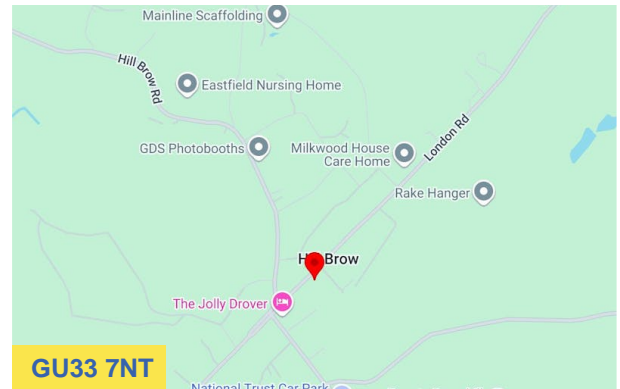 Mainline Scaffolding
Hill Brow Rd
Eastfield Nursing Home
GDS Photobooths
Milkwood House
Care Home
London Rd
Rake Hanger
Brow
The Jolly Drover
GU33 7NT
National Trust Car Park